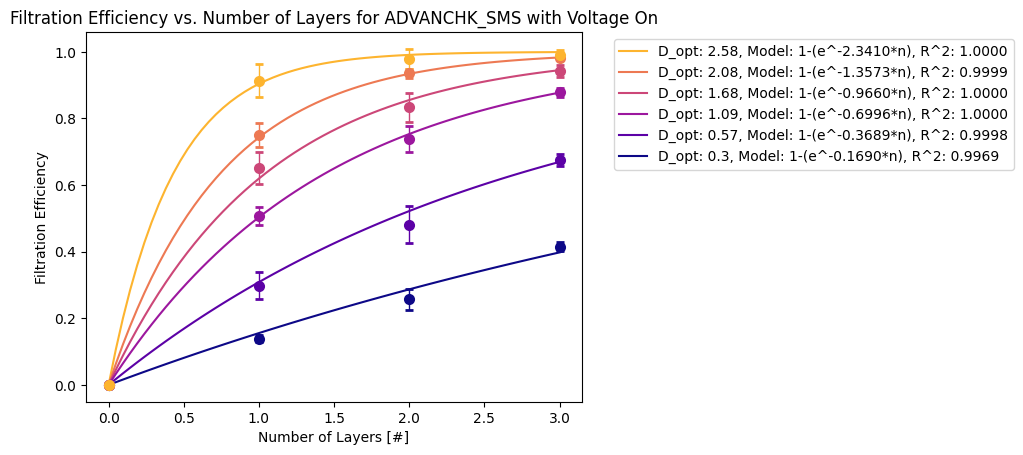 Filtration Efficiency vs. Number of Layers for ADVANCHK_SMS with Voltage On
Filtration Efficiency
1.0
0.8
0.6
0.4
0.2
0.0
0.0
0.5
1.0
1.5
2.0
2.5
3.0
Number of Layers [#]
D_opt: 2.58, Model: 1-(e^-2.3410*n), R^2: 1.0000
D_opt: 2.08, Model: 1-(e^-1.3573*n), R^2: 0.9999
D_opt: 1.68, Model: 1-(e^-0.9660*n), R^2: 1.0000
D_opt: 1.09, Model: 1-(e^-0.6996*n), R^2: 1.0000
D_opt: 0.57, Model: 1-(e^-0.3689*n), R^2: 0.9998
D_opt: 0.3, Model: 1-(e^-0.1690*n), R^2: 0.9969